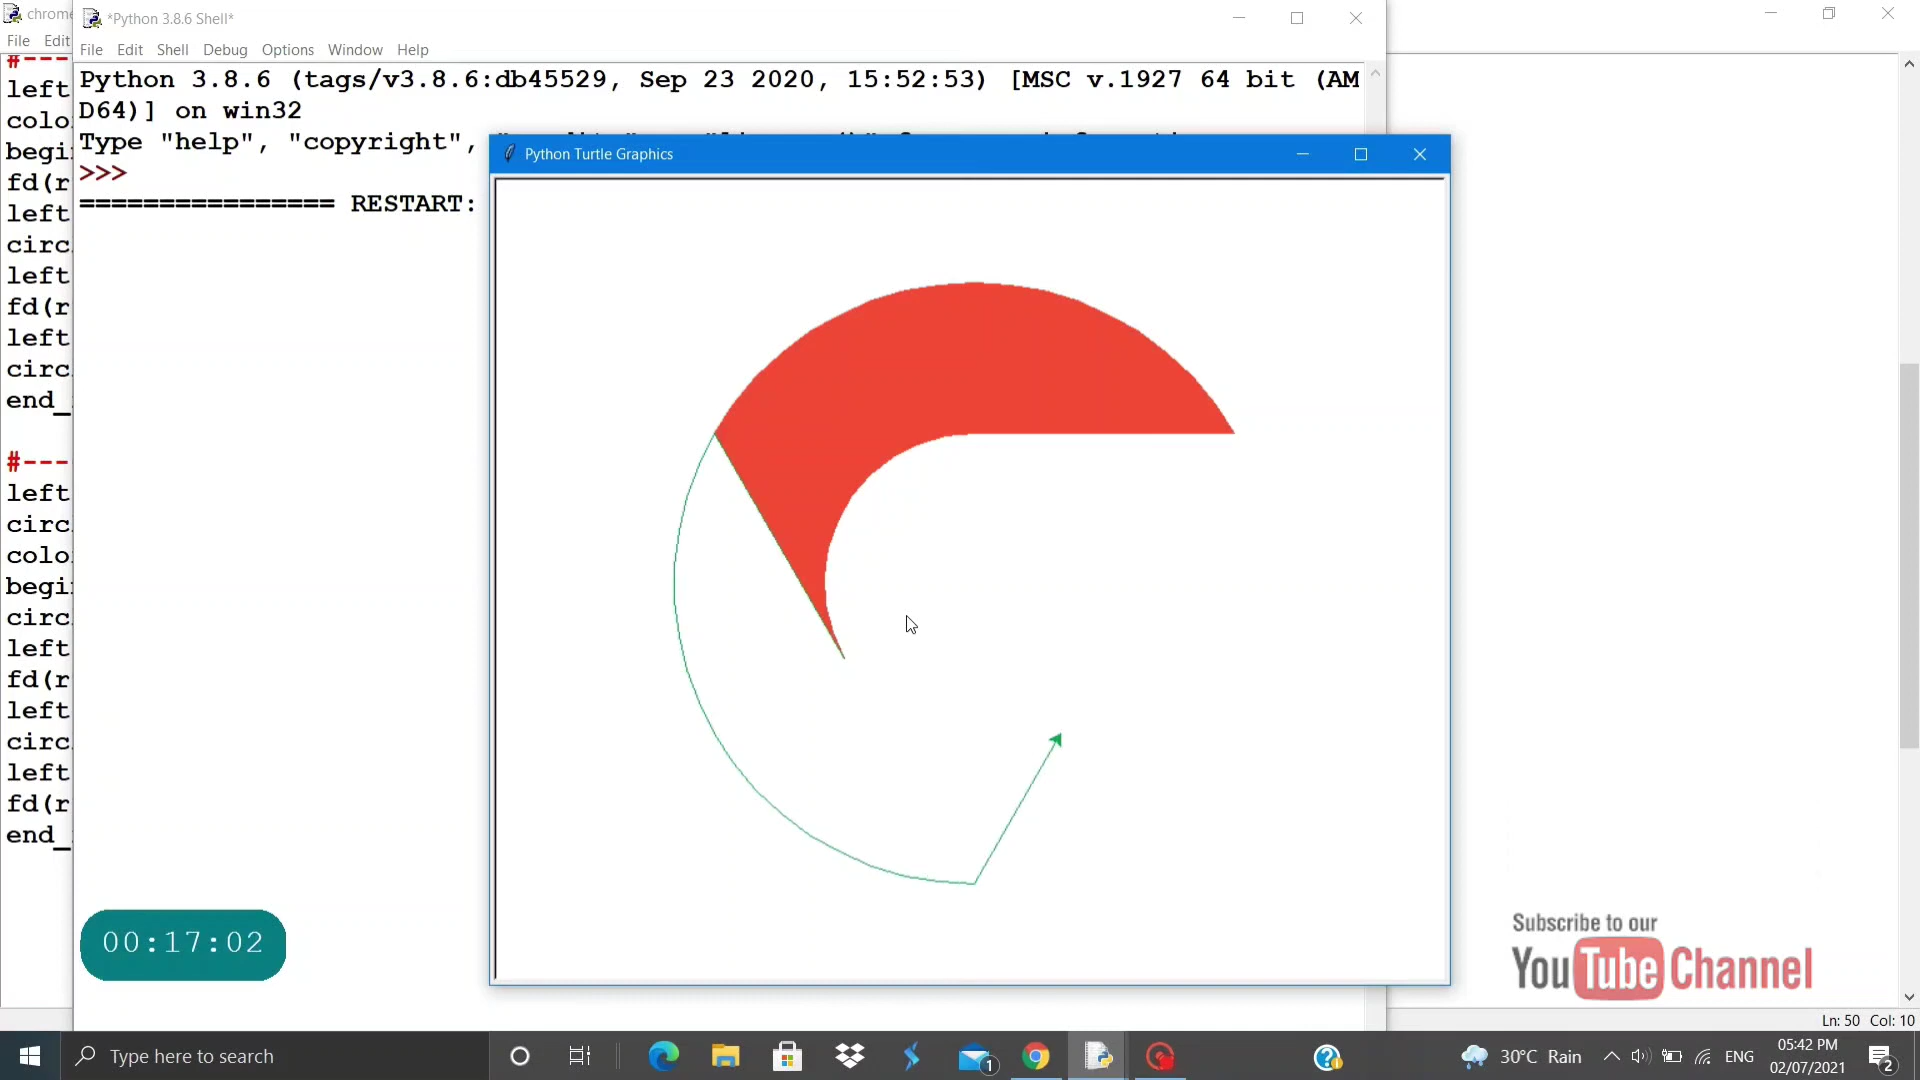 chrome
File Edit
#---
left
colo
begin
fd(r
left
circ
left
fd(r
left
circ
end_
#---
left
circ
colo
begi
circ
left
fd(r
left
circ
left
fd(r
end_
*Python 3.8.6 Shell*
File Edit Shell Debug Options Window Help
Python 3.8.6 (tags/v3.8.6:db45529, Sep 23 2020, 15:52:53) [MSC v.1927 64 bit (AM
D64)] on win32
Type "help", "copyright",
>>>
================ RESTART:
Python Turtle Graphics
00:17:02
Subscribe to our
YouTube Channel
Ln: 50 Col: 10
Type here to search
1
30°C Rain
ENG
05:42 PM
02/07/2021
2